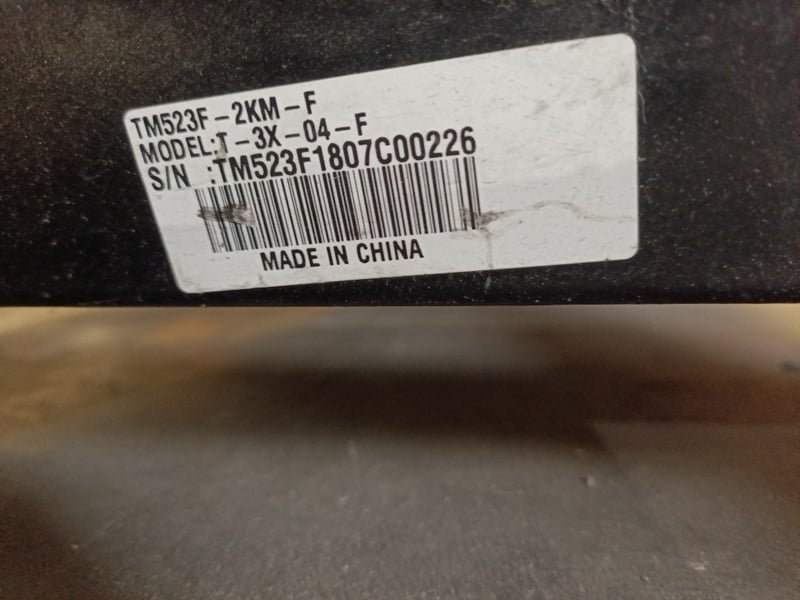 TM523F-2KM-F
MODEL:T-3X-04-F
S/N :TM523F1807C00226
MADE IN CHINA